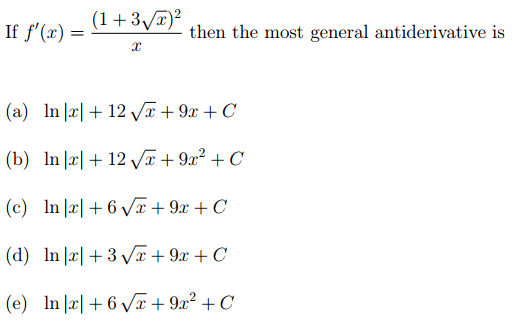 If f′(x) = (1 + 3√x)² / x then the most general antiderivative is
(a) ln |x| + 12 √x + 9x + C
(b) ln |x| + 12 √x + 9x² + C
(c) ln |x| + 6 √x + 9x + C
(d) ln |x| + 3 √x + 9x + C
(e) ln |x| + 6 √x + 9x² + C